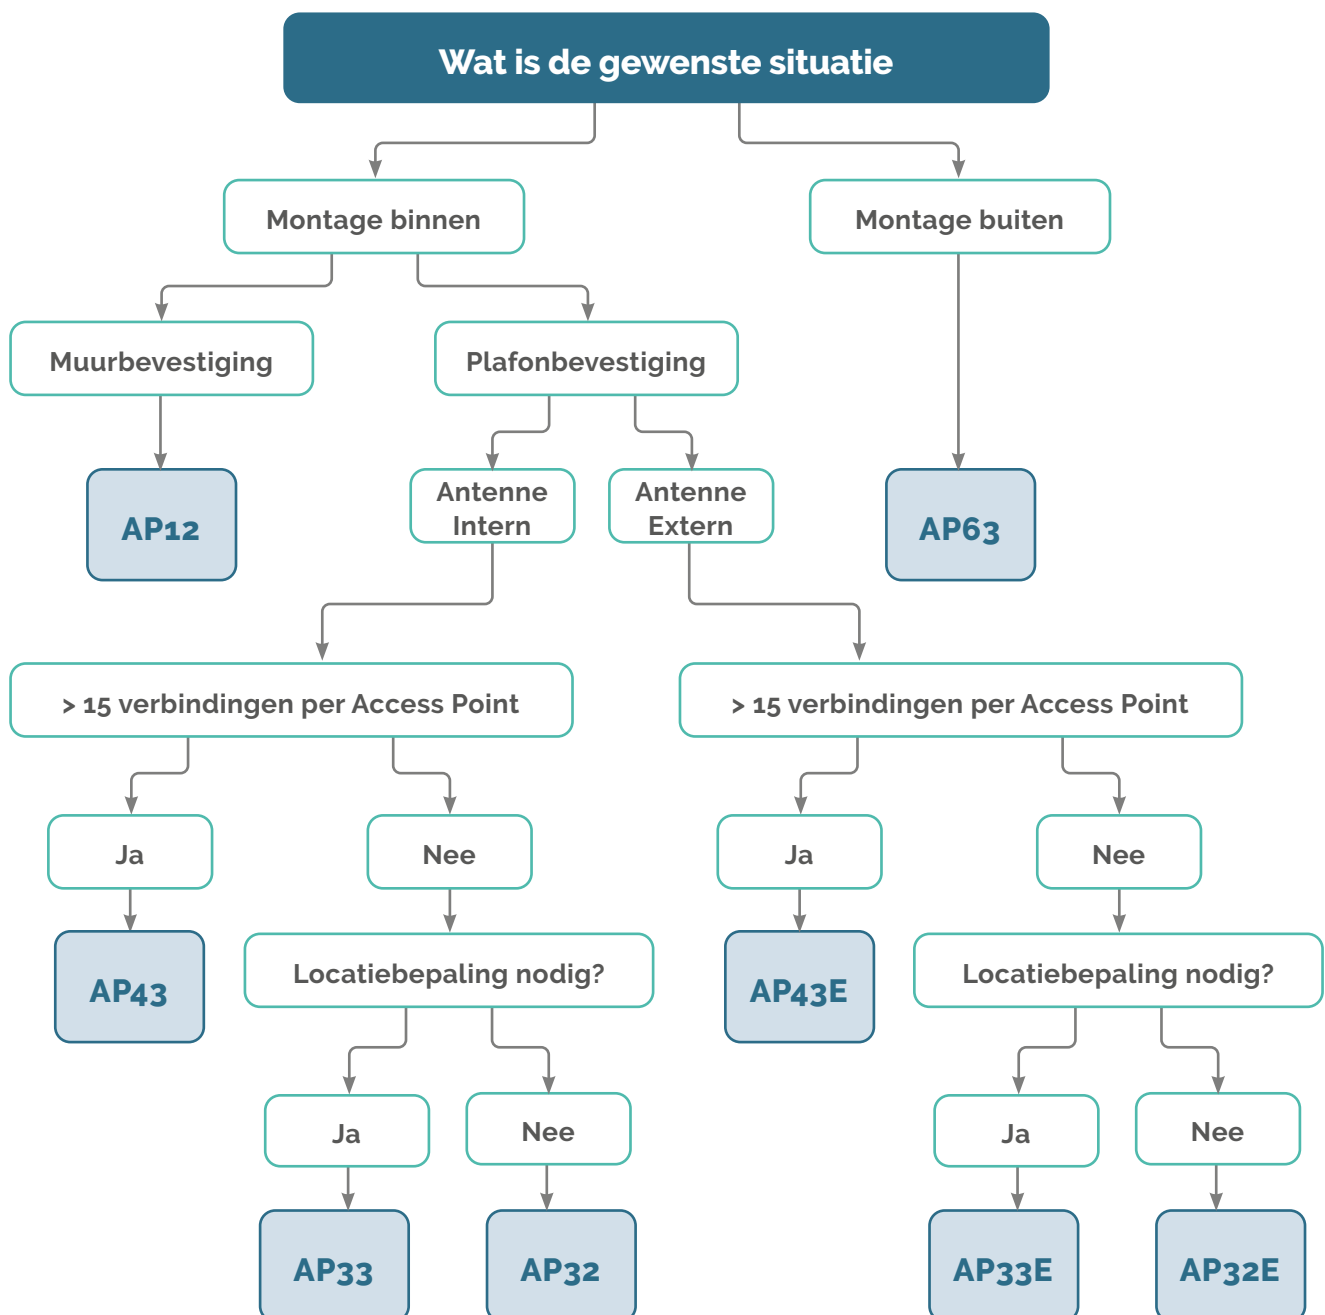 Wat is de gewenste situatie
Montage binnen
Montage buiten
Muurbevestiging
Plafonbevestiging
AP12
Antenne
Intern
Antenne
Extern
AP63
> 15 verbindingen per Access Point
> 15 verbindingen per Access Point
Ja
Nee
Ja
Nee
AP43
Locatiebepaling nodig?
AP43E
Locatiebepaling nodig?
Ja
Nee
Ja
Nee
AP33
AP32
AP33E
AP32E